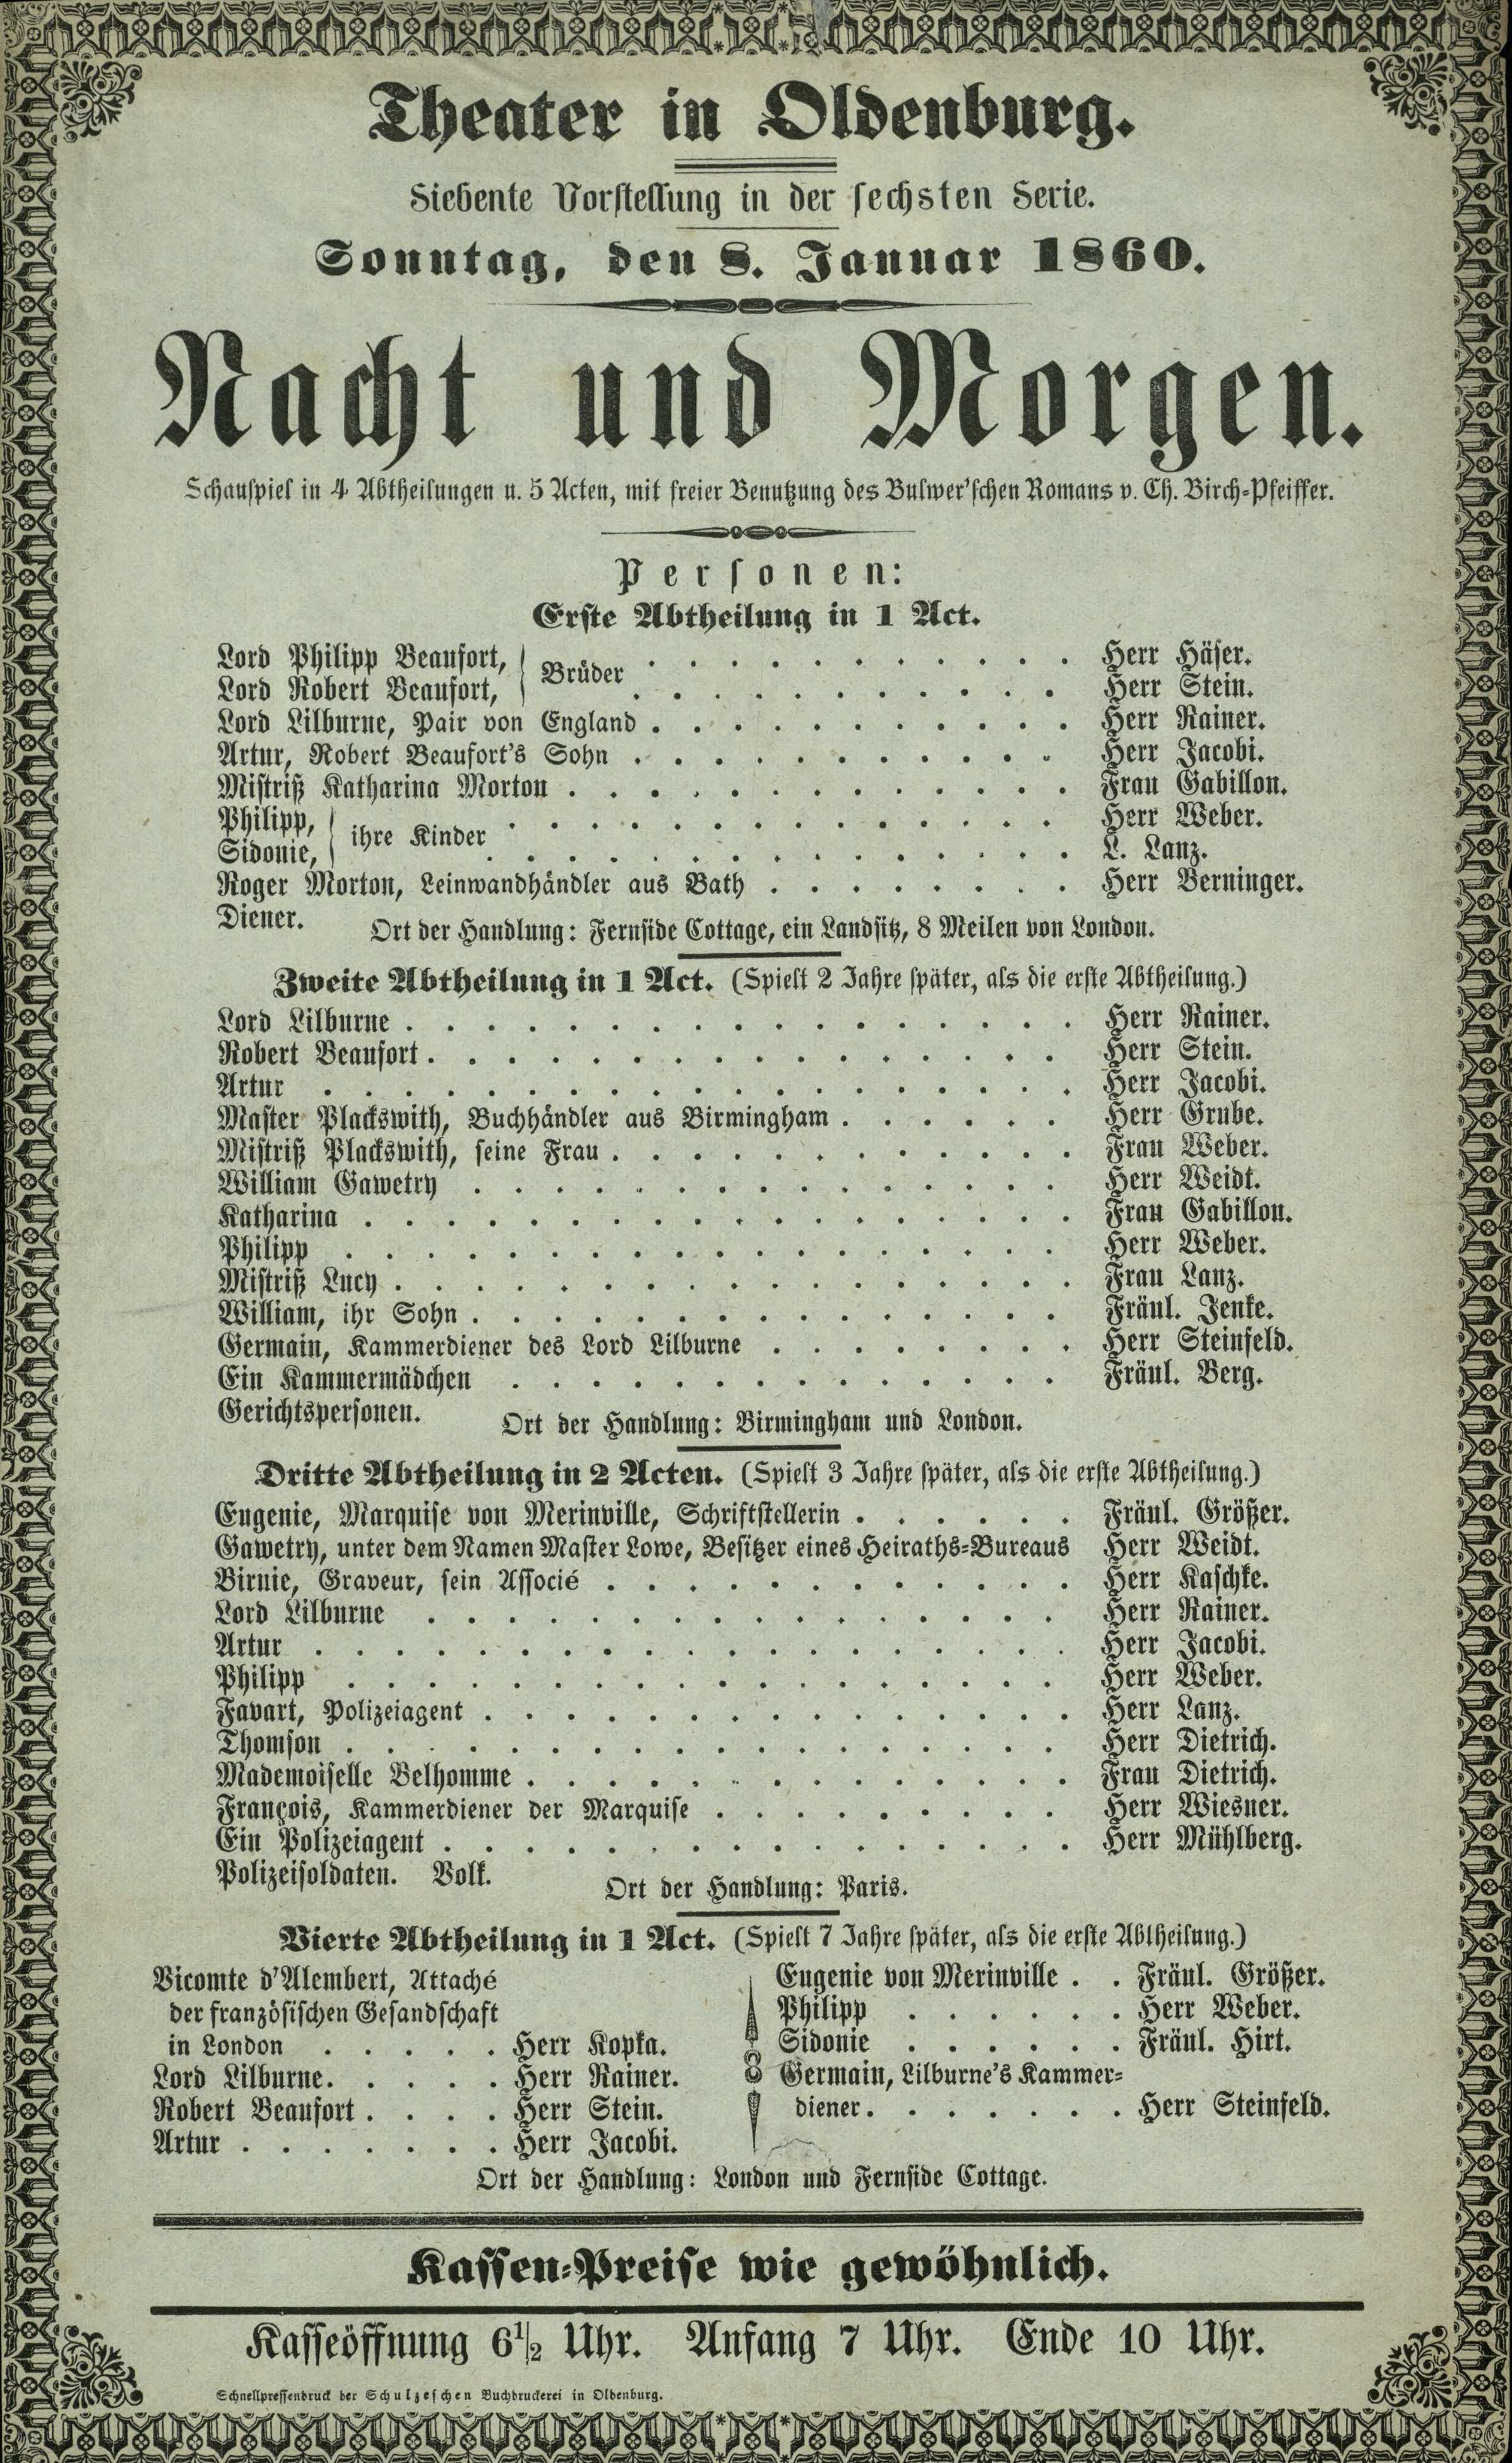 Theater in Oldenburg.
Siebente Vorstellung in der sechsten Serie.
Sonntag, den 8. Januar 1860.
Nacht und Morgen.
Schauspiel in 4 Abtheilungen u. 5 Acten, mit freier Benutzung des Bulwer'schen Romans v. Ch. Birch-Pfeiffer.
Personen:
Erste Abtheilung in 1 Act.
Lord Philipp Beaufort, } Brüder . . . . . . . . . . . Herr Häser.
Lord Robert Beaufort, . . . . . . . . . . . Herr Stein.
Lord Lilburne, Pair von England . . . . . . . . . . . Herr Rainer.
Artur, Robert Beaufort's Sohn . . . . . . . . . . . Herr Jacobi.
Mistriß Katharina Morton . . . . . . . . . . . . . Frau Gabillon.
Philipp, } ihre Kinder . . . . . . . . . . . . . . Herr Weber.
Sidonie, . . . . . . . . . . . . . . . L. Lanz.
Roger Morton, Leinwandhändler aus Bath . . . . . . . . Herr Berninger.
Diener.
Ort der Handlung: Fernside Cottage, ein Landsitz, 8 Meilen von London.
Zweite Abtheilung in 1 Act. (Spielt 2 Jahre später, als die erste Abtheilung.)
Lord Lilburne . . . . . . . . . . . . . . . . . Herr Rainer.
Robert Beaufort . . . . . . . . . . . . . . . . Herr Stein.
Artur . . . . . . . . . . . . . . . . . . . Herr Jacobi.
Master Plackswith, Buchhändler aus Birmingham . . . . . . Herr Grube.
Mistriß Plackswith, seine Frau . . . . . . . . . . . . Frau Weber.
William Gawetry . . . . . . . . . . . . . . . Herr Weidt.
Katharina . . . . . . . . . . . . . . . . . . Frau Gabillon.
Philipp . . . . . . . . . . . . . . . . . . Herr Weber.
Mistriß Lucy . . . . . . . . . . . . . . . . . Frau Lanz.
William, ihr Sohn . . . . . . . . . . . . . . . Fräul. Jenke.
Germain, Kammerdiener des Lord Lilburne . . . . . . . . Herr Steinfeld.
Ein Kammermädchen . . . . . . . . . . . . . . Fräul. Berg.
Gerichtspersonen.
Ort der Handlung: Birmingham und London.
Dritte Abtheilung in 2 Acten. (Spielt 3 Jahre später, als die erste Abtheilung.)
Eugenie, Marquise von Merinville, Schriftstellerin . . . . . . Fräul. Größer.
Gawetry, unter dem Namen Master Lowe, Besitzer eines Heiraths-Bureaus Herr Weidt.
Birnie, Graveur, sein Associé . . . . . . . . . . . . Herr Kaschke.
Lord Lilburne . . . . . . . . . . . . . . . . Herr Rainer.
Artur . . . . . . . . . . . . . . . . . . . Herr Jacobi.
Philipp . . . . . . . . . . . . . . . . . . Herr Weber.
Favart, Polizeiagent . . . . . . . . . . . . . . . Herr Lanz.
Thomson . . . . . . . . . . . . . . . . . . Herr Dietrich.
Mademoiselle Belhomme . . . . . . . . . . . . . . Frau Dietrich.
François, Kammerdiener der Marquise . . . . . . . . . Herr Wiesner.
Ein Polizeiagent . . . . . . . . . . . . . . . . Herr Mühlberg.
Polizeisoldaten. Volk.
Ort der Handlung: Paris.
Vierte Abtheilung in 1 Act. (Spielt 7 Jahre später, als die erste Abtheilung.)
Vicomte d'Alembert, Attaché
der französischen Gesandschaft
in London . . . . . Herr Kopka.
Lord Lilburne . . . . . Herr Rainer.
Robert Beaufort . . . . Herr Stein.
Artur . . . . . . . Herr Jacobi.
Eugenie von Merinville . . Fräul. Größer.
Philipp . . . . . . Herr Weber.
Sidonie . . . . . . Fräul. Hirt.
Germain, Lilburne's Kammer-
diener . . . . . . . Herr Steinfeld.
Ort der Handlung: London und Fernside Cottage.
Kassen-Preise wie gewöhnlich.
Kasseöffnung 6 1/2 Uhr. Anfang 7 Uhr. Ende 10 Uhr.
Schnellpressendruck der Schulzeschen Buchdruckerei in Oldenburg.